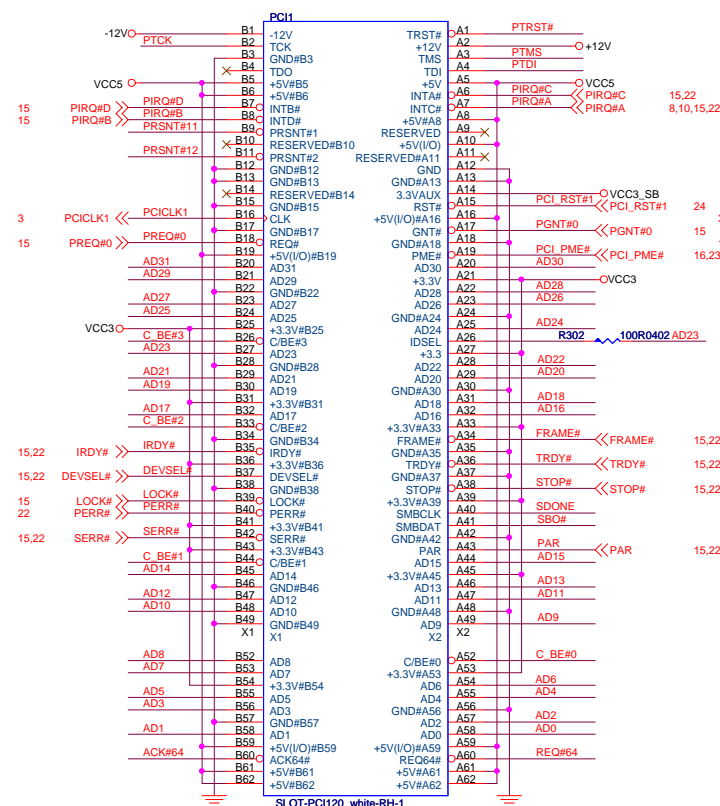 PCI1
-12V B1 -12V TRST# A1 PTRST#
PTCK B2 TCK +12V A2 +12V
B3 GND#B3 TMS A3 PTMS
B4 TDO TDI A4 PTDI
VCC5 B5 +5V#B5 +5V A5 VCC5
B6 +5V#B6 INTA# A6 PIRQ#C PIRQ#C 15,22
15 PIRQ#D PIRQ#D B7 INTB# INTC# A7 PIRQ#A PIRQ#A 8,10,15,22
15 PIRQ#B PIRQ#B B8 INTD# +5V#A8 A8
PRSNT#11 B9 PRSNT#1 RESERVED A9
B10 RESERVED#B10 +5V(I/O) A10
PRSNT#12 B11 PRSNT#2 RESERVED#A11 A11
B12 GND#B12 GND A12
B13 GND#B13 GND#A13 A13
B14 RESERVED#B14 3.3VAUX A14 VCC3_SB
B15 GND#B15 RST# A15 PCI_RST#1 PCI_RST#1 24
3 PCICLK1 PCICLK1 B16 CLK +5V(I/O)#A16 A16
B17 GND#B17 GNT# A17 PGNT#0 PGNT#0 15
15 PREQ#0 PREQ#0 B18 REQ# GND#A18 A18
B19 +5V(I/O)#B19 PME# A19 PCI_PME# PCI_PME# 16,23
AD31 B20 AD31 AD30 A20 AD30
AD29 B21 AD29 +3.3V A21 VCC3
B22 GND#B22 AD28 A22 AD28
AD27 B23 AD27 AD26 A23 AD26
AD25 B24 AD25 GND#A24 A24
VCC3 B25 +3.3V#B25 AD24 A25 AD24
C_BE#3 B26 C/BE#3 IDSEL A26 R302 100R0402 AD23
AD23 B27 AD23 +3.3 A27
B28 GND#B28 AD22 A28 AD22
AD21 B29 AD21 AD20 A29 AD20
AD19 B30 AD19 GND#A30 A30
B31 +3.3V#B31 AD18 A31 AD18
AD17 B32 AD17 AD16 A32 AD16
C_BE#2 B33 C/BE#2 +3.3V#A33 A33
B34 GND#B34 FRAME# A34 FRAME# FRAME# 15,22
15,22 IRDY# IRDY# B35 IRDY# GND#A35 A35
B36 +3.3V#B36 TRDY# A36 TRDY# TRDY# 15,22
15,22 DEVSEL# DEVSEL# B37 DEVSEL# GND#A37 A37
B38 GND#B38 STOP# A38 STOP# STOP# 15,22
15 LOCK# LOCK# B39 LOCK# +3.3V#A39 A39
22 PERR# PERR# B40 PERR# SMBCLK A40 SDONE
B41 +3.3V#B41 SMBDAT A41 SBO#
15,22 SERR# SERR# B42 SERR# GND#A42 A42
B43 +3.3V#B43 PAR A43 PAR PAR 15,22
C_BE#1 B44 C/BE#1 AD15 A44 AD15
AD14 B45 AD14 +3.3V#A45 A45
B46 GND#B46 AD13 A46 AD13
AD12 B47 AD12 AD11 A47 AD11
AD10 B48 AD10 GND#A48 A48
B49 GND#B49 AD9 A49 AD9
X1 X1 X2 X2
AD8 B52 AD8 C/BE#0 A52 C_BE#0
AD7 B53 AD7 +3.3V#A53 A53
B54 +3.3V#B54 AD6 A54 AD6
AD5 B55 AD5 AD4 A55 AD4
AD3 B56 AD3 GND#A56 A56
B57 GND#B57 AD2 A57 AD2
AD1 B58 AD1 AD0 A58 AD0
B59 +5V(I/O)#B59 +5V(I/O)#A59 A59
ACK#64 B60 ACK64# REQ64# A60 REQ#64
B61 +5V#B61 +5V#A61 A61
B62 +5V#B62 +5V#A62 A62
SLOT-PCI120_white-RH-1